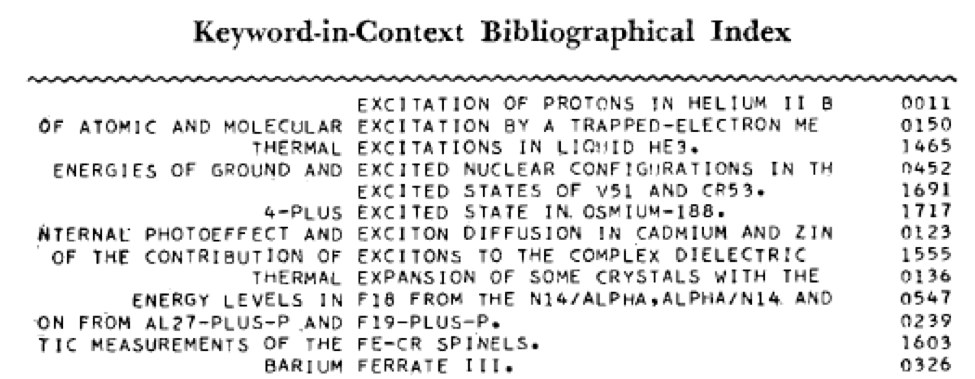 Keyword-in-Context Bibliographical Index
EXCITATION OF PROTONS IN HELIUM II B 0011
OF ATOMIC AND MOLECULAR EXCITATION BY A TRAPPED-ELECTRON ME 0150
THERMAL EXCITATIONS IN LIQUID HE3. 1465
ENERGIES OF GROUND AND EXCITED NUCLEAR CONFIGURATIONS IN TH 0452
EXCITED STATES OF V51 AND CR53. 1691
4-PLUS EXCITED STATE IN OSMIUM-188. 1717
NTERNAL PHOTOEFFECT AND EXCITON DIFFUSION IN CADMIUM AND ZIN 0123
OF THE CONTRIBUTION OF EXCITONS TO THE COMPLEX DIELECTRIC 1555
THERMAL EXPANSION OF SOME CRYSTALS WITH THE 0136
ENERGY LEVELS IN F18 FROM THE N14/ALPHA,ALPHA/N14 AND 0547
ON FROM AL27-PLUS-P AND F19-PLUS-P. 0239
TIC MEASUREMENTS OF THE FE-CR SPINELS. 1603
BARIUM FERRATE III. 0326